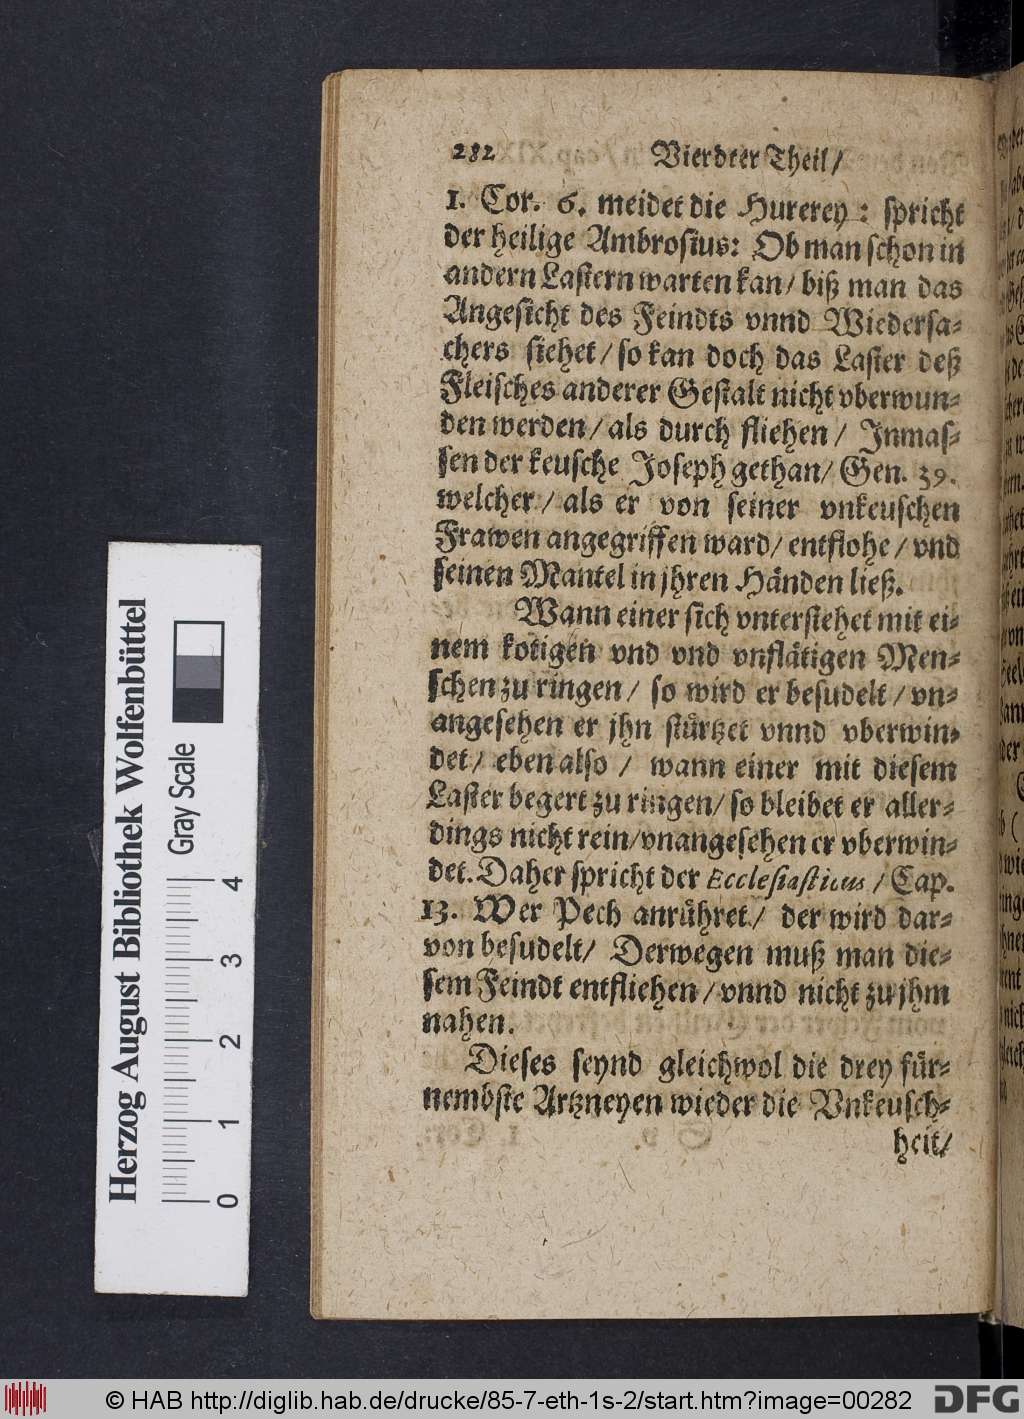 282 Vierdter Theil/
1. Cor. 6. meidet die Hurerey: spricht
der heilige Ambrosius: Ob man schon in
andern Lastern warten kan/ biß man das
Angesicht des Feindts vnnd Wiedersa-
chers siehet/ so kan doch das Laster deß
Fleisches anderer Gestalt nicht vberwun-
den werden/ als durch fliehen/ Inmas-
sen der keusche Joseph gethan/ Gen. 39.
welcher/ als er von seiner vnkeuschen
Frawen angegriffen ward/ entflohe/ vnd
seinen Mantel in jhren Händen ließ.
Wann einer sich vnterstehet mit ei-
nem kotigen vnd vnd vnflätigen Men-
schen zu ringen/ so wird er besudelt/ vn-
angesehen er jhn stürtzet vnnd vberwin-
det/ eben also/ wann einer mit diesem
Laster begert zu ringen/ so bleibet er aller-
dings nicht rein/ vnangesehen er vberwin-
det. Daher spricht der Ecclesiasticus/ Cap.
13. Wer Pech anrühret/ der wird dar-
von besudelt/ Derwegen muß man die-
sem Feindt entfliehen/ vnnd nicht zu jhm
nahen.
Dieses seynd gleichwol die drey für-
nembste Artzneyen wieder die Vnkeusch-
heit/
Herzog August Bibliothek Wolfenbüttel
Gray Scale
0 1 2 3 4
© HAB http://diglib.hab.de/drucke/85-7-eth-1s-2/start.htm?image=00282
DFG